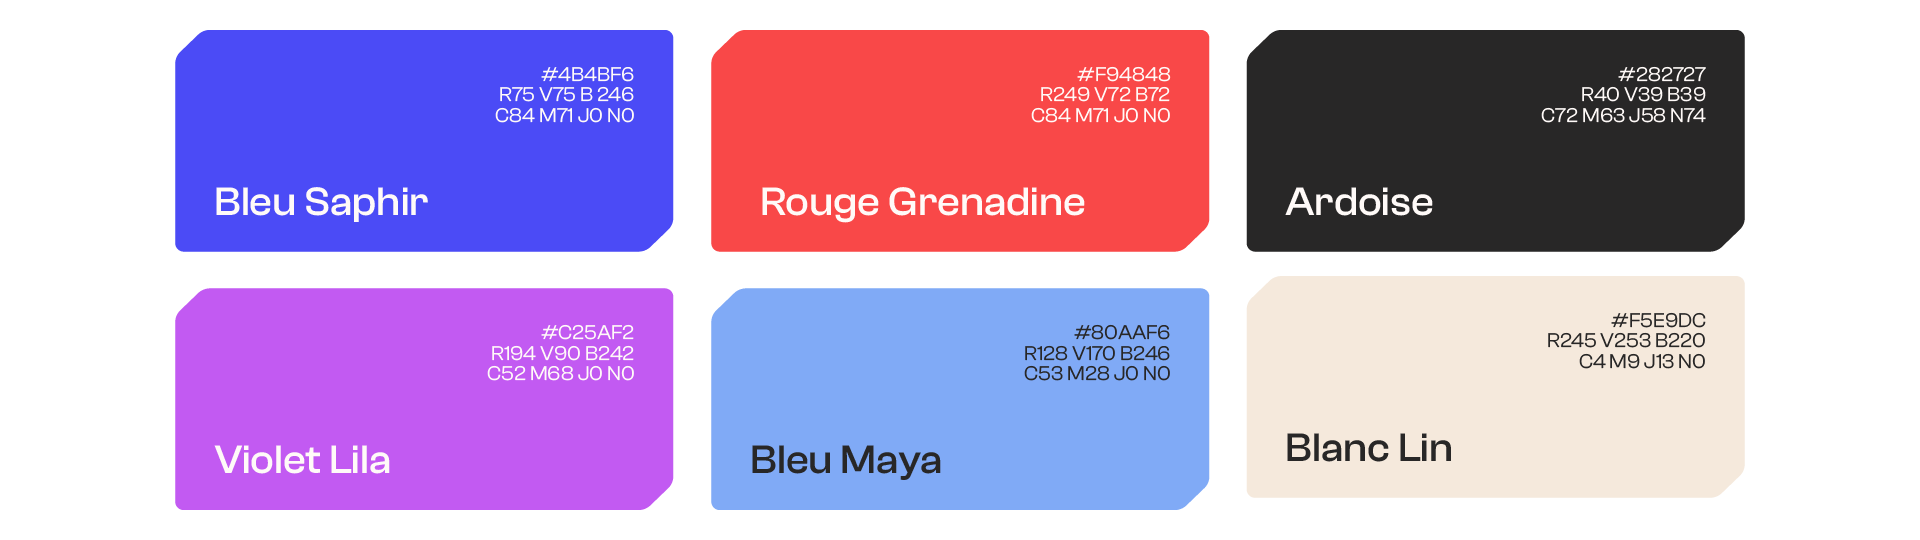 #4B4BF6
R75 V75 B 246
C84 M71 J0 N0
Bleu Saphir
#F94848
R249 V72 B72
C84 M71 J0 N0
Rouge Grenadine
#282727
R40 V39 B39
C72 M63 J58 N74
Ardoise
#C25AF2
R194 V90 B242
C52 M68 J0 N0
Violet Lila
#80AAF6
R128 V170 B246
C53 M28 J0 N0
Bleu Maya
#F5E9DC
R245 V253 B220
C4 M9 J13 N0
Blanc Lin